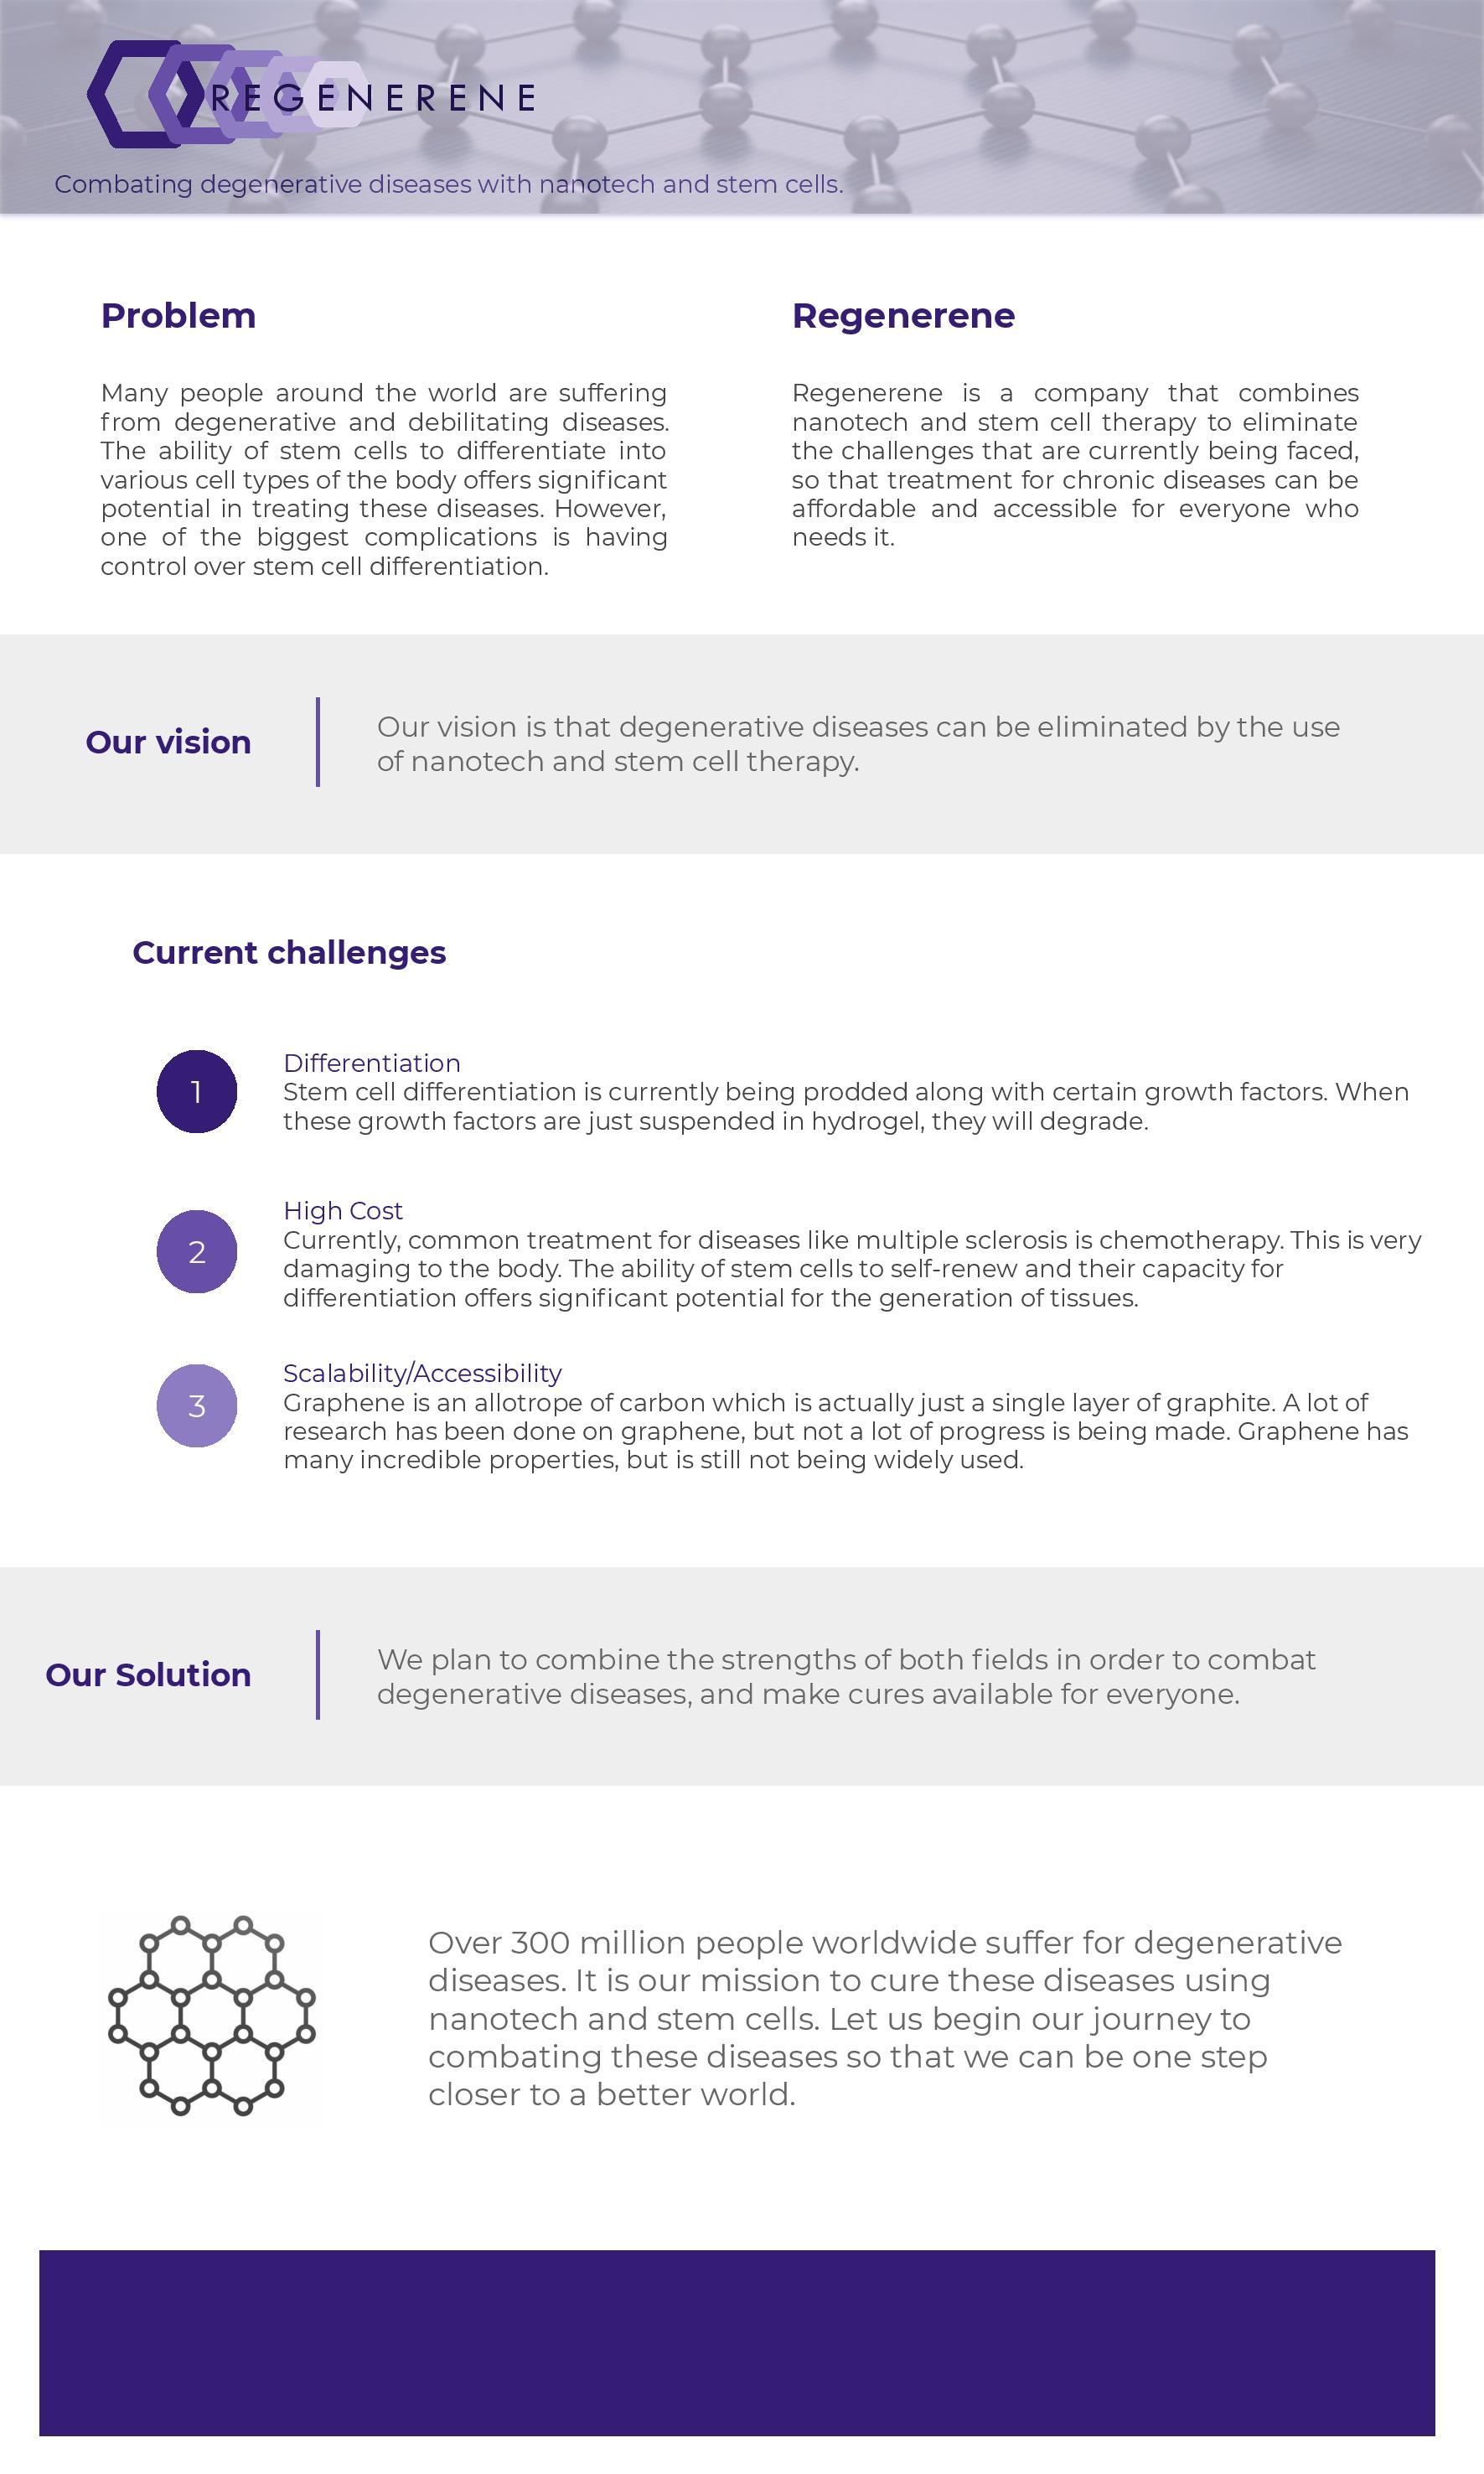 REGENERENE
Combating degenerative diseases with nanotech and stem cells.
Problem
Many people around the world are suffering
from degenerative and debilitating diseases.
The ability of stem cells to differentiate into
various cell types of the body offers significant
potential in treating these diseases. However,
one of the biggest complications is having
control over stem cell differentiation.
Regenerene
Regenerene is a company that combines
nanotech and stem cell therapy to eliminate
the challenges that are currently being faced,
so that treatment for chronic diseases can be
affordable and accessible for everyone who
needs it.
Our vision
Our vision is that degenerative diseases can be eliminated by the use
of nanotech and stem cell therapy.
Current challenges
1
Differentiation
Stem cell differentiation is currently being prodded along with certain growth factors. When
these growth factors are just suspended in hydrogel, they will degrade.
2
High Cost
Currently, common treatment for diseases like multiple sclerosis is chemotherapy. This is very
damaging to the body. The ability of stem cells to self-renew and their capacity for
differentiation offers significant potential for the generation of tissues.
3
Scalability/Accessibility
Graphene is an allotrope of carbon which is actually just a single layer of graphite. A lot of
research has been done on graphene, but not a lot of progress is being made. Graphene has
many incredible properties, but is still not being widely used.
Our Solution
We plan to combine the strengths of both fields in order to combat
degenerative diseases, and make cures available for everyone.
Over 300 million people worldwide suffer for degenerative
diseases. It is our mission to cure these diseases using
nanotech and stem cells. Let us begin our journey to
combating these diseases so that we can be one step
closer to a better world.